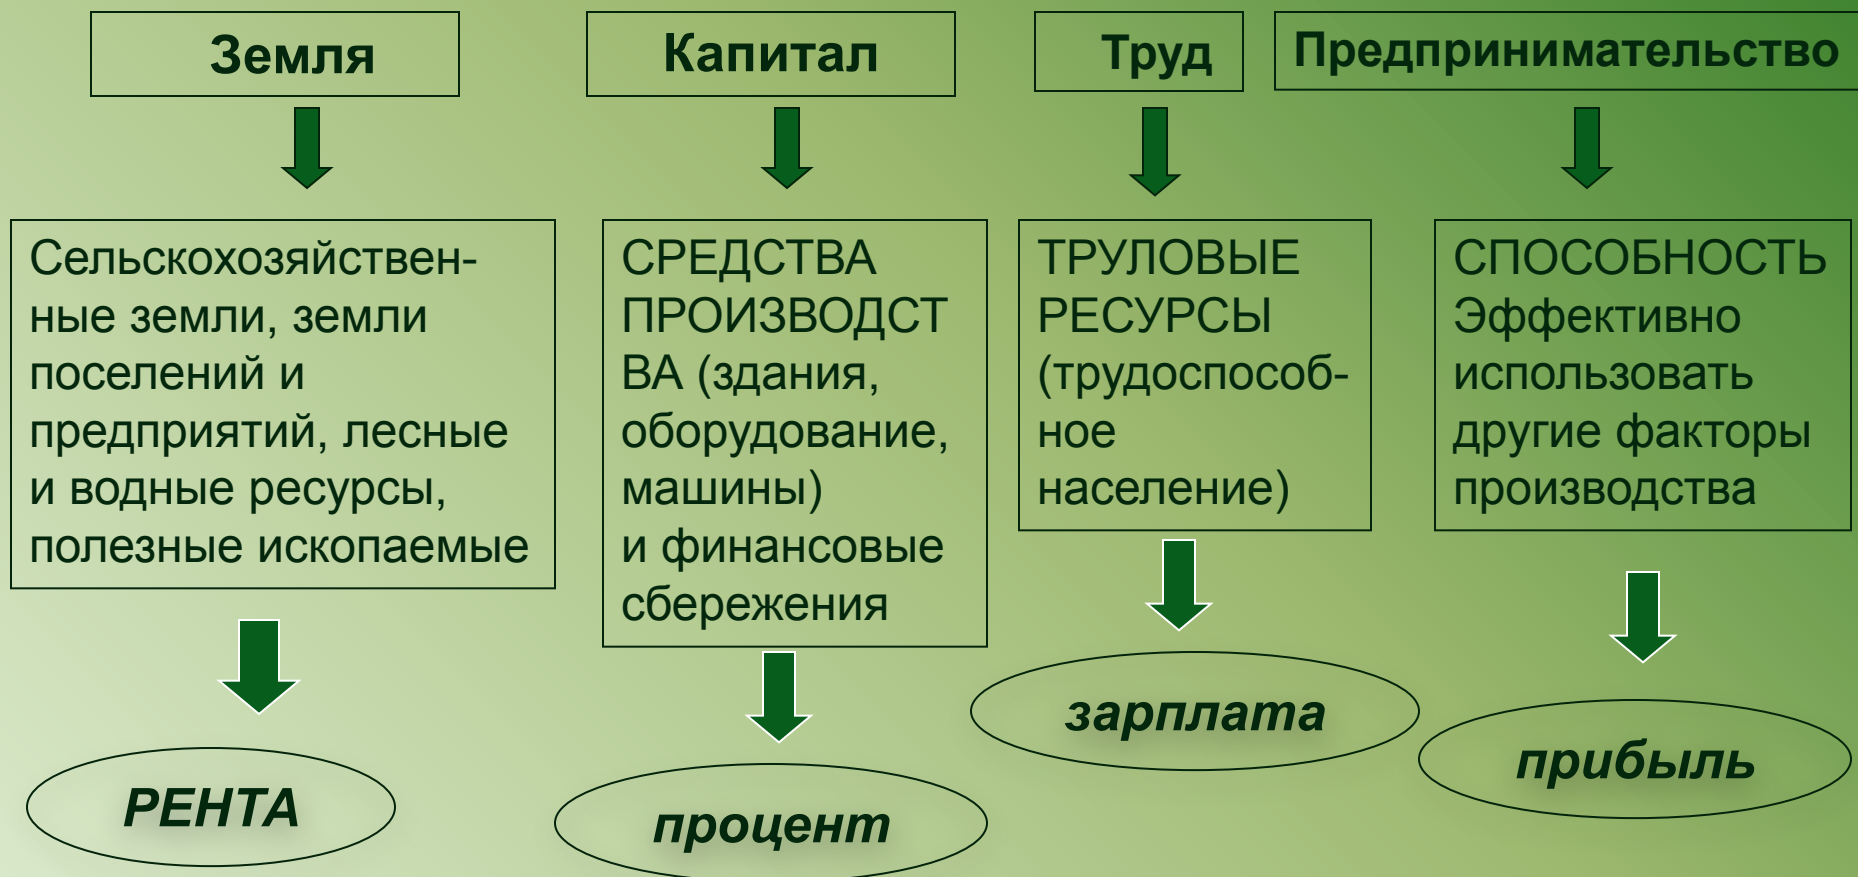 Земля
Капитал
Труд
Предпринимательство
Сельскохозяйствен-
ные земли, земли
поселений и
предприятий, лесные
и водные ресурсы,
полезные ископаемые
СРЕДСТВА
ПРОИЗВОДСТ
ВА (здания,
оборудование,
машины)
и финансовые
сбережения
ТРУЛОВЫЕ
РЕСУРСЫ
(трудоспособ-
ное
население)
СПОСОБНОСТЬ
Эффективно
использовать
другие факторы
производства
РЕНТА
процент
зарплата
прибыль